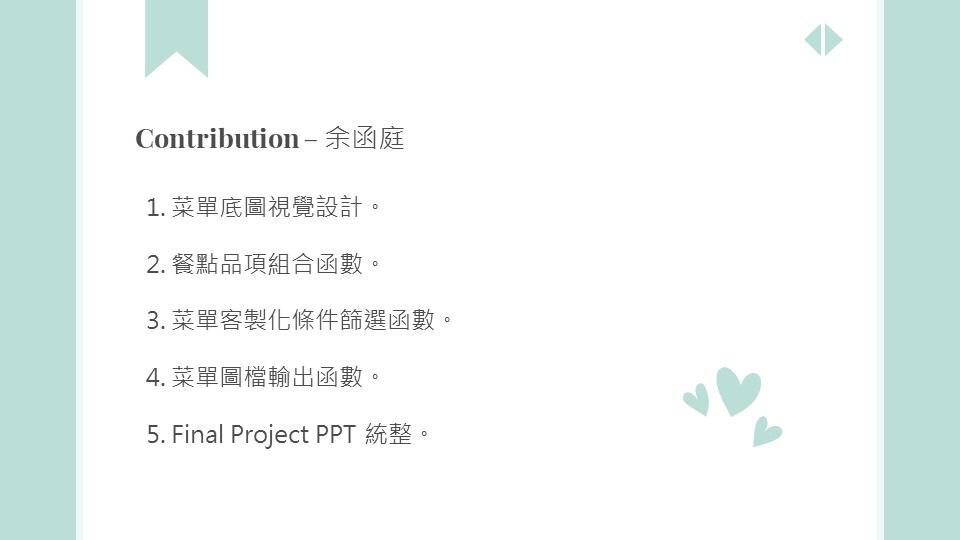 Contribution – 余函庭
1. 菜單底圖視覺設計。
2. 餐點品項組合函數。
3. 菜單客製化條件篩選函數。
4. 菜單圖檔輸出函數。
5. Final Project PPT 統整。